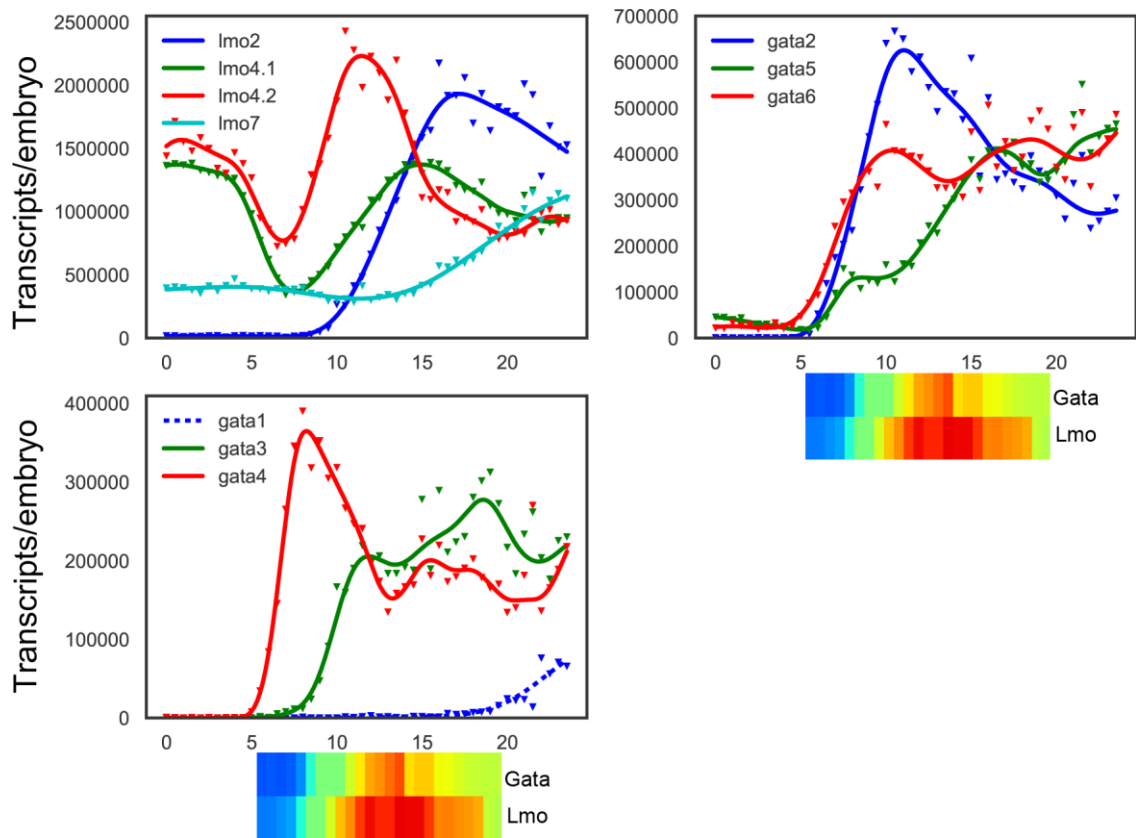 Transcripts/embryo
2500000
2000000
1500000
1000000
500000
0
lmo2
lmo4.1
lmo4.2
lmo7
0 5 10 15 20
700000
600000
500000
400000
300000
200000
100000
0
gata2
gata5
gata6
0 5 10 15 20
Gata
Lmo
Transcripts/embryo
400000
300000
200000
100000
0
gata1
gata3
gata4
0 5 10 15 20
Gata
Lmo